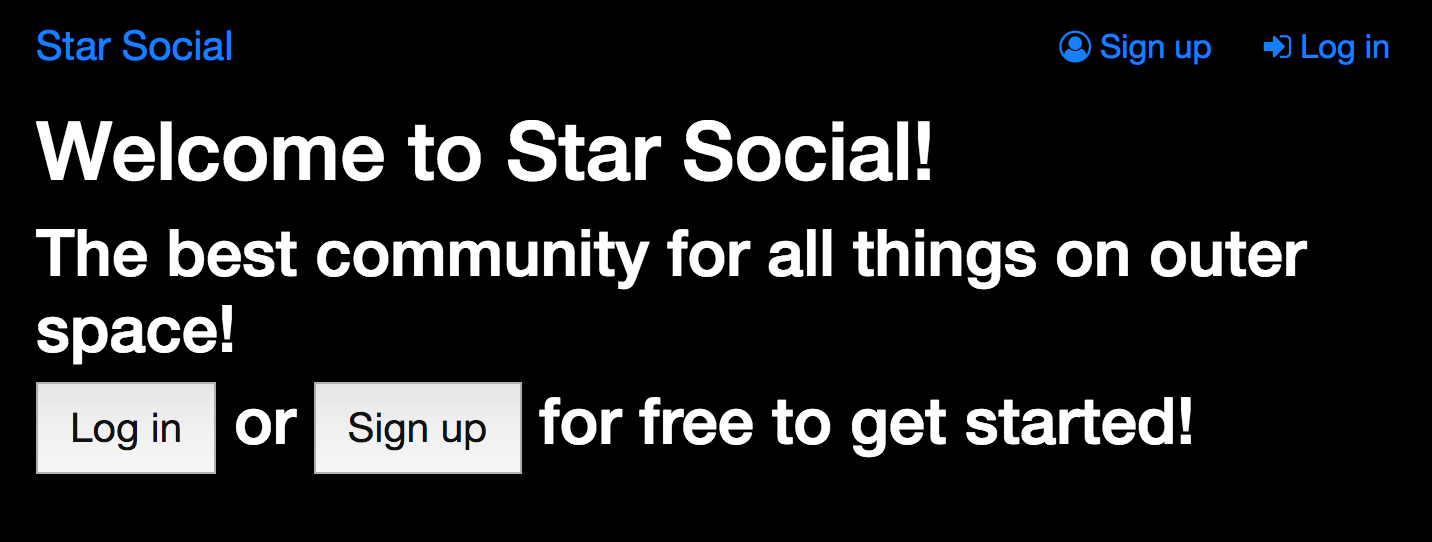 Star Social Sign up Log in
Welcome to Star Social!
The best community for all things on outer
space!
Log in or Sign up for free to get started!